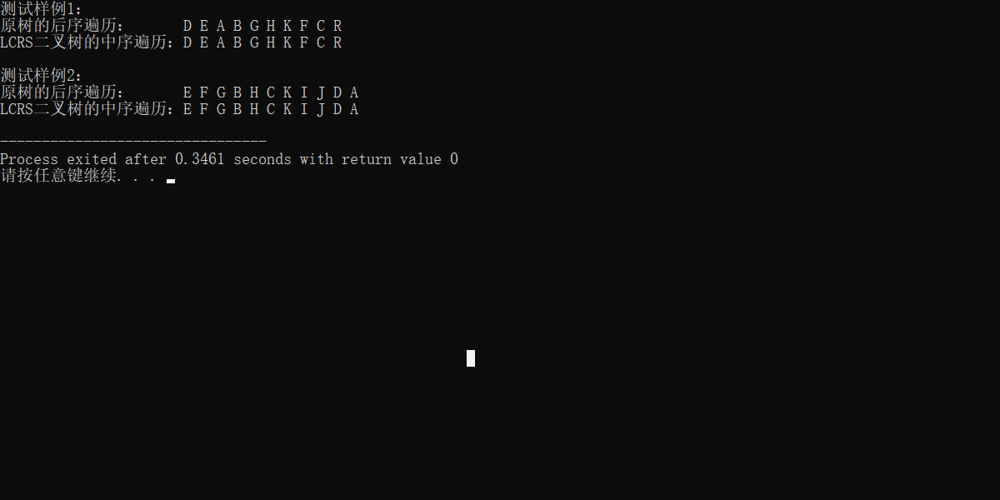 测试样例1:
原树的后序遍历:       D E A B G H K F C R
LCRS二叉树的中序遍历: D E A B G H K F C R
测试样例2:
原树的后序遍历:       E F G B H C K I J D A
LCRS二叉树的中序遍历: E F G B H C K I J D A
--------------------------------
Process exited after 0.3461 seconds with return value 0
请按任意键继续. . .